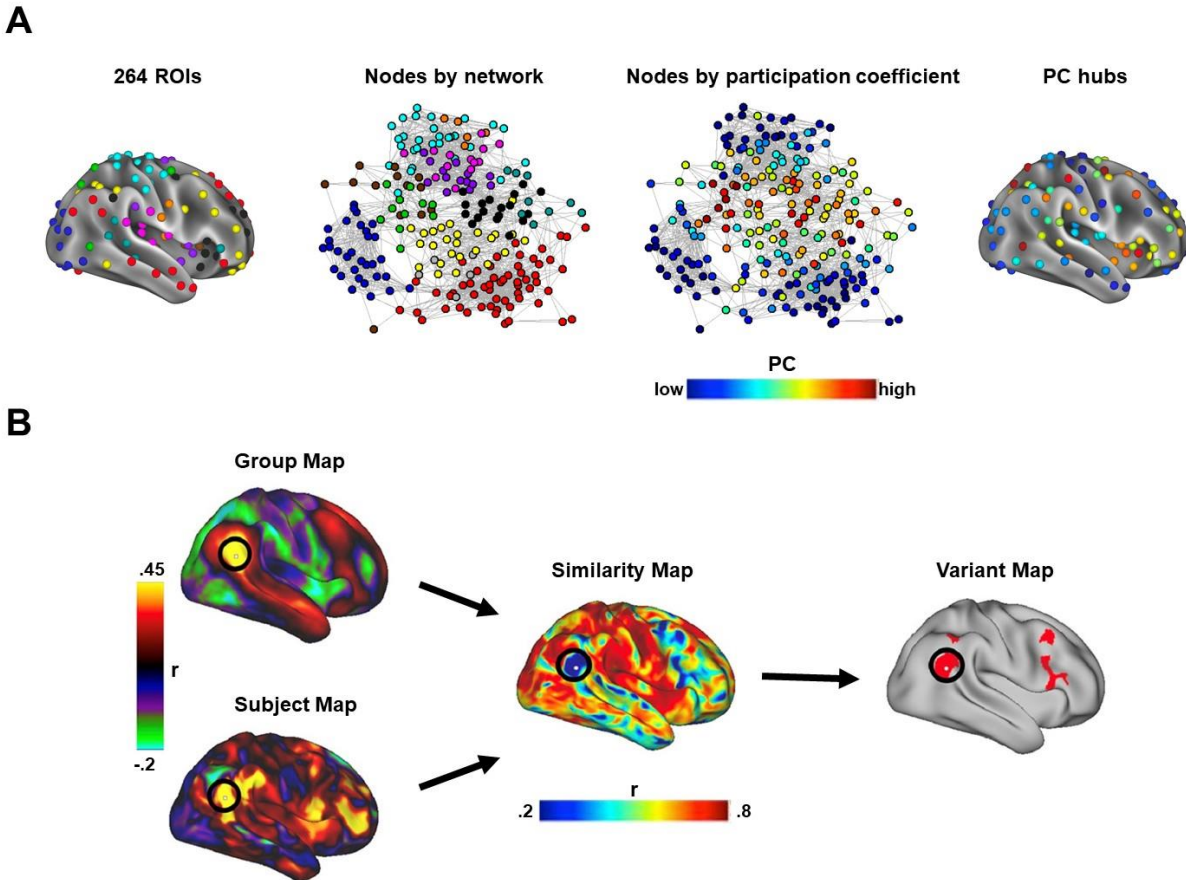 A
264 ROIs
Nodes by network
Nodes by participation coefficient
PC hubs
PC
low
high
B
Group Map
.45
r
-.2
Subject Map
Similarity Map
r
.2
.8
Variant Map